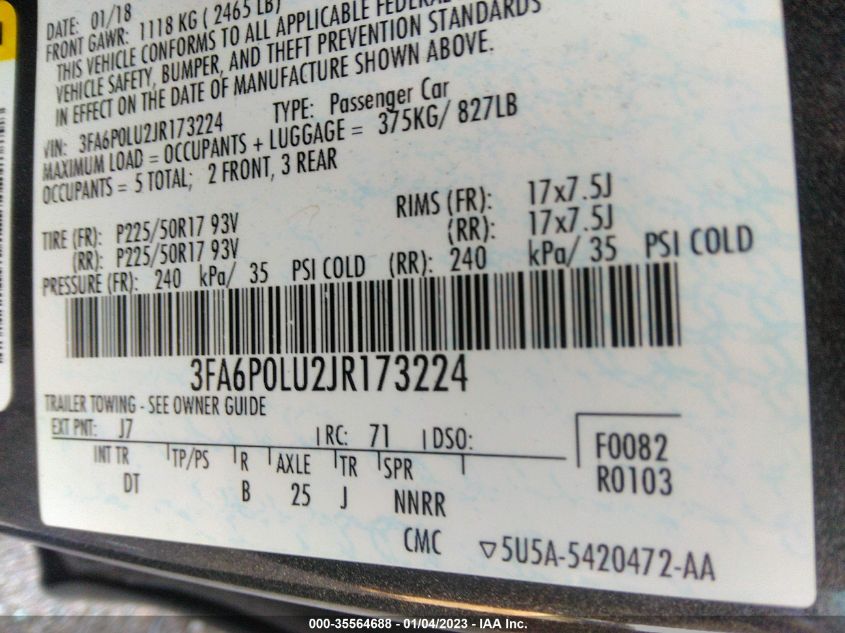 DATE: 01/18
FRONT GAWR: 1118 KG ( 2465 LB)
THIS VEHICLE CONFORMS TO ALL APPLICABLE FEDERAL
VEHICLE SAFETY, BUMPER, AND THEFT PREVENTION STANDARDS
IN EFFECT ON THE DATE OF MANUFACTURE SHOWN ABOVE.
VIN: 3FA6P0LU2JR173224 TYPE: Passenger Car
MAXIMUM LOAD = OCCUPANTS + LUGGAGE = 375KG/ 827LB
OCCUPANTS = 5 TOTAL; 2 FRONT, 3 REAR
TIRE (FR): P225/50R17 93V RIMS (FR): 17x7.5J
(RR): P225/50R17 93V (RR): 17x7.5J
PRESSURE (FR): 240 kPa/ 35 PSI COLD (RR): 240 kPa/ 35 PSI COLD
3FA6P0LU2JR173224
TRAILER TOWING - SEE OWNER GUIDE
EXT PNT: J7 RC: 71 DSO:
F0082
INT TR TP/PS R AXLE TR SPR
R0103
DT B 25 J NNRR
CMC ▽5U5A-5420472-AA
000-35564688 - 01/04/2023 - IAA Inc.